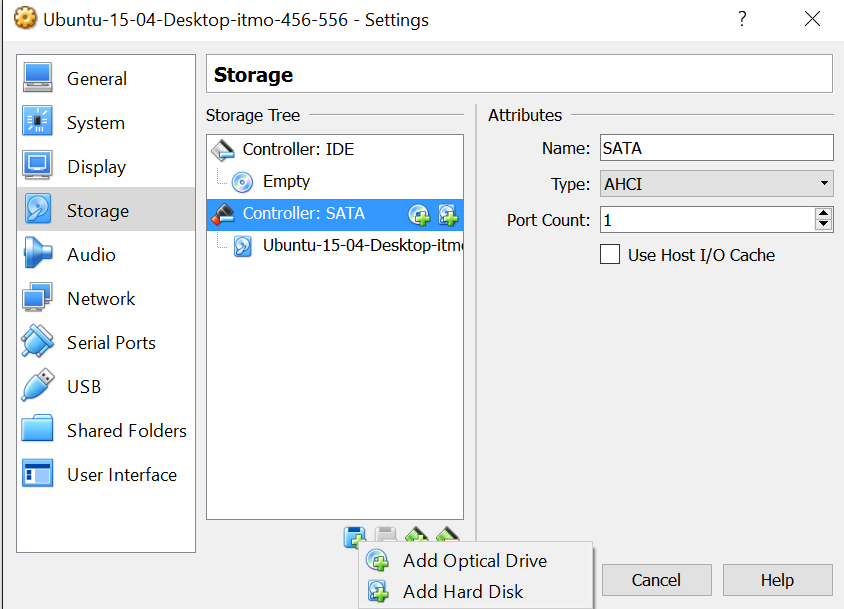 Ubuntu-15-04-Desktop-itmo-456-556 - Settings
?
General
System
Display
Storage
Audio
Network
Serial Ports
USB
Shared Folders
User Interface
Storage
Storage Tree
Controller: IDE
Empty
Controller: SATA
Ubuntu-15-04-Desktop-itmo
Attributes
Name: SATA
Type: AHCI
Port Count: 1
Use Host I/O Cache
Add Optical Drive
Add Hard Disk
Cancel
Help